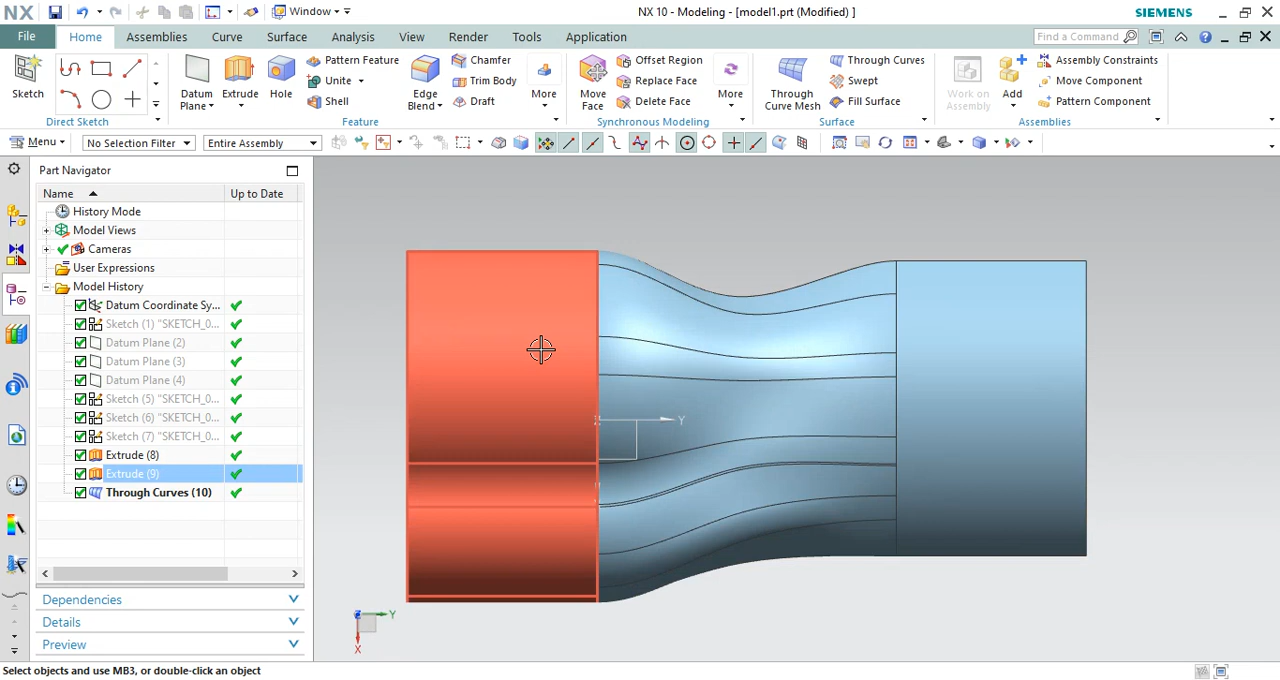 NX Window NX 10 - Modeling - [model1.prt (Modified) ] SIEMENS
File Home Assemblies Curve Surface Analysis View Render Tools Application Find a Command
Sketch
Direct Sketch
Datum Plane
Extrude
Hole
Pattern Feature
Unite
Shell
Edge Blend
Chamfer
Trim Body
Draft
More
Feature
Move Face
Offset Region
Replace Face
Delete Face
More
Synchronous Modeling
Through Curve Mesh
Through Curves
Swept
Fill Surface
Surface
Work on Assembly
Add
Assembly Constraints
Move Component
Pattern Component
Assemblies
Menu No Selection Filter Entire Assembly
Part Navigator
Name Up to Date
History Mode
Model Views
Cameras
User Expressions
Model History
Datum Coordinate Sy...
Sketch (1) "SKETCH_0...
Datum Plane (2)
Datum Plane (3)
Datum Plane (4)
Sketch (5) "SKETCH_0...
Sketch (6) "SKETCH_0...
Sketch (7) "SKETCH_0...
Extrude (8)
Extrude (9)
Through Curves (10)
Dependencies
Details
Preview
X Y
Y
X
Select objects and use MB3, or double-click an object